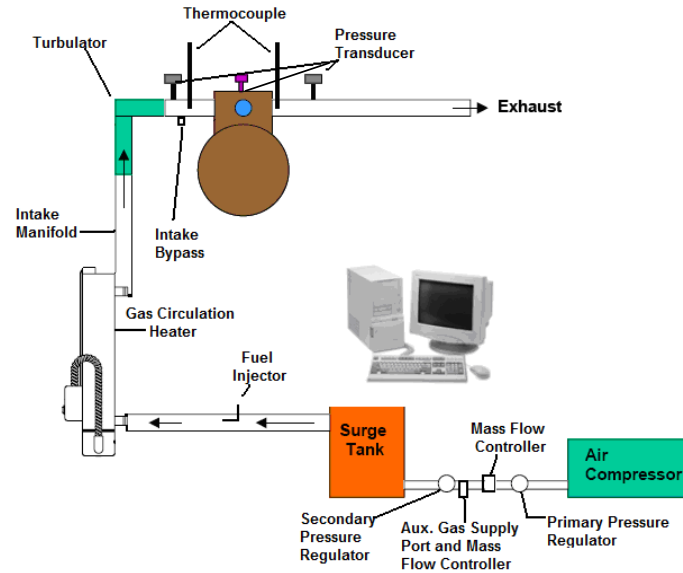 Thermocouple
Turbulator
Pressure
Transducer
Exhaust
Intake
Manifold
Intake
Bypass
Gas Circulation
Heater
Fuel
Injector
Surge
Tank
Mass Flow
Controller
Air
Compressor
Secondary
Pressure
Regulator
Aux. Gas Supply
Port and Mass
Flow Controller
Primary Pressure
Regulator